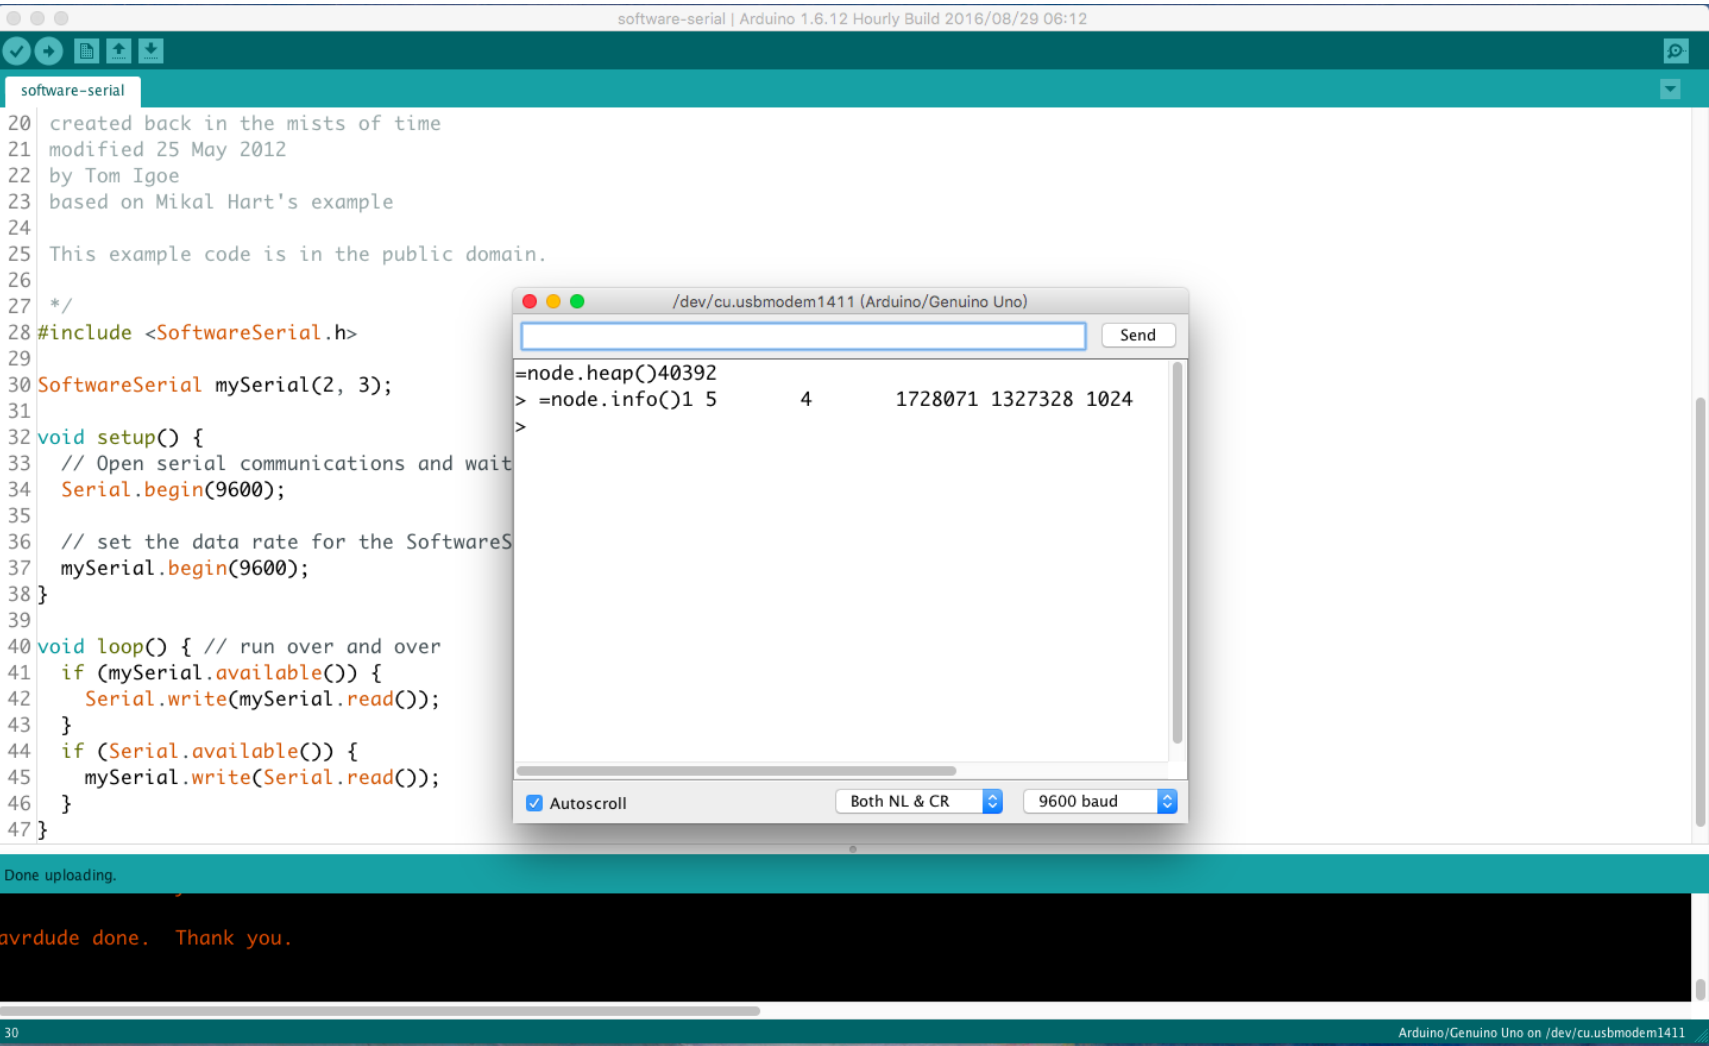 software-serial | Arduino 1.6.12 Hourly Build 2016/08/29 06:12
software-serial
20 created back in the mists of time
21 modified 25 May 2012
22 by Tom Igoe
23 based on Mikal Hart's example
24
25 This example code is in the public domain.
26
27 */
28 #include <SoftwareSerial.h>
29
30 SoftwareSerial mySerial(2, 3);
31
32 void setup() {
33 // Open serial communications and wait
34 Serial.begin(9600);
35
36 // set the data rate for the SoftwareS
37 mySerial.begin(9600);
38 }
39
40 void loop() { // run over and over
41 if (mySerial.available()) {
42 Serial.write(mySerial.read());
43 }
44 if (Serial.available()) {
45 mySerial.write(Serial.read());
46 }
47 }
/dev/cu.usbmodem1411 (Arduino/Genuino Uno)
Send
=node.heap()40392
> =node.info()1 5 4 1728071 1327328 1024
>
Autoscroll
Both NL & CR
9600 baud
Done uploading.
avrdude done. Thank you.
30
Arduino/Genuino Uno on /dev/cu.usbmodem1411